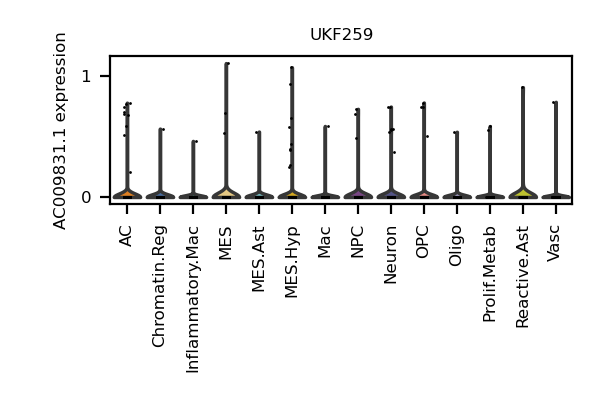 UKF259
AC009831.1 expression
1
0
AC
Chromatin.Reg
Inflammatory.Mac
MES
MES.Ast
MES.Hyp
Mac
NPC
Neuron
OPC
Oligo
Prolif.Metab
Reactive.Ast
Vasc